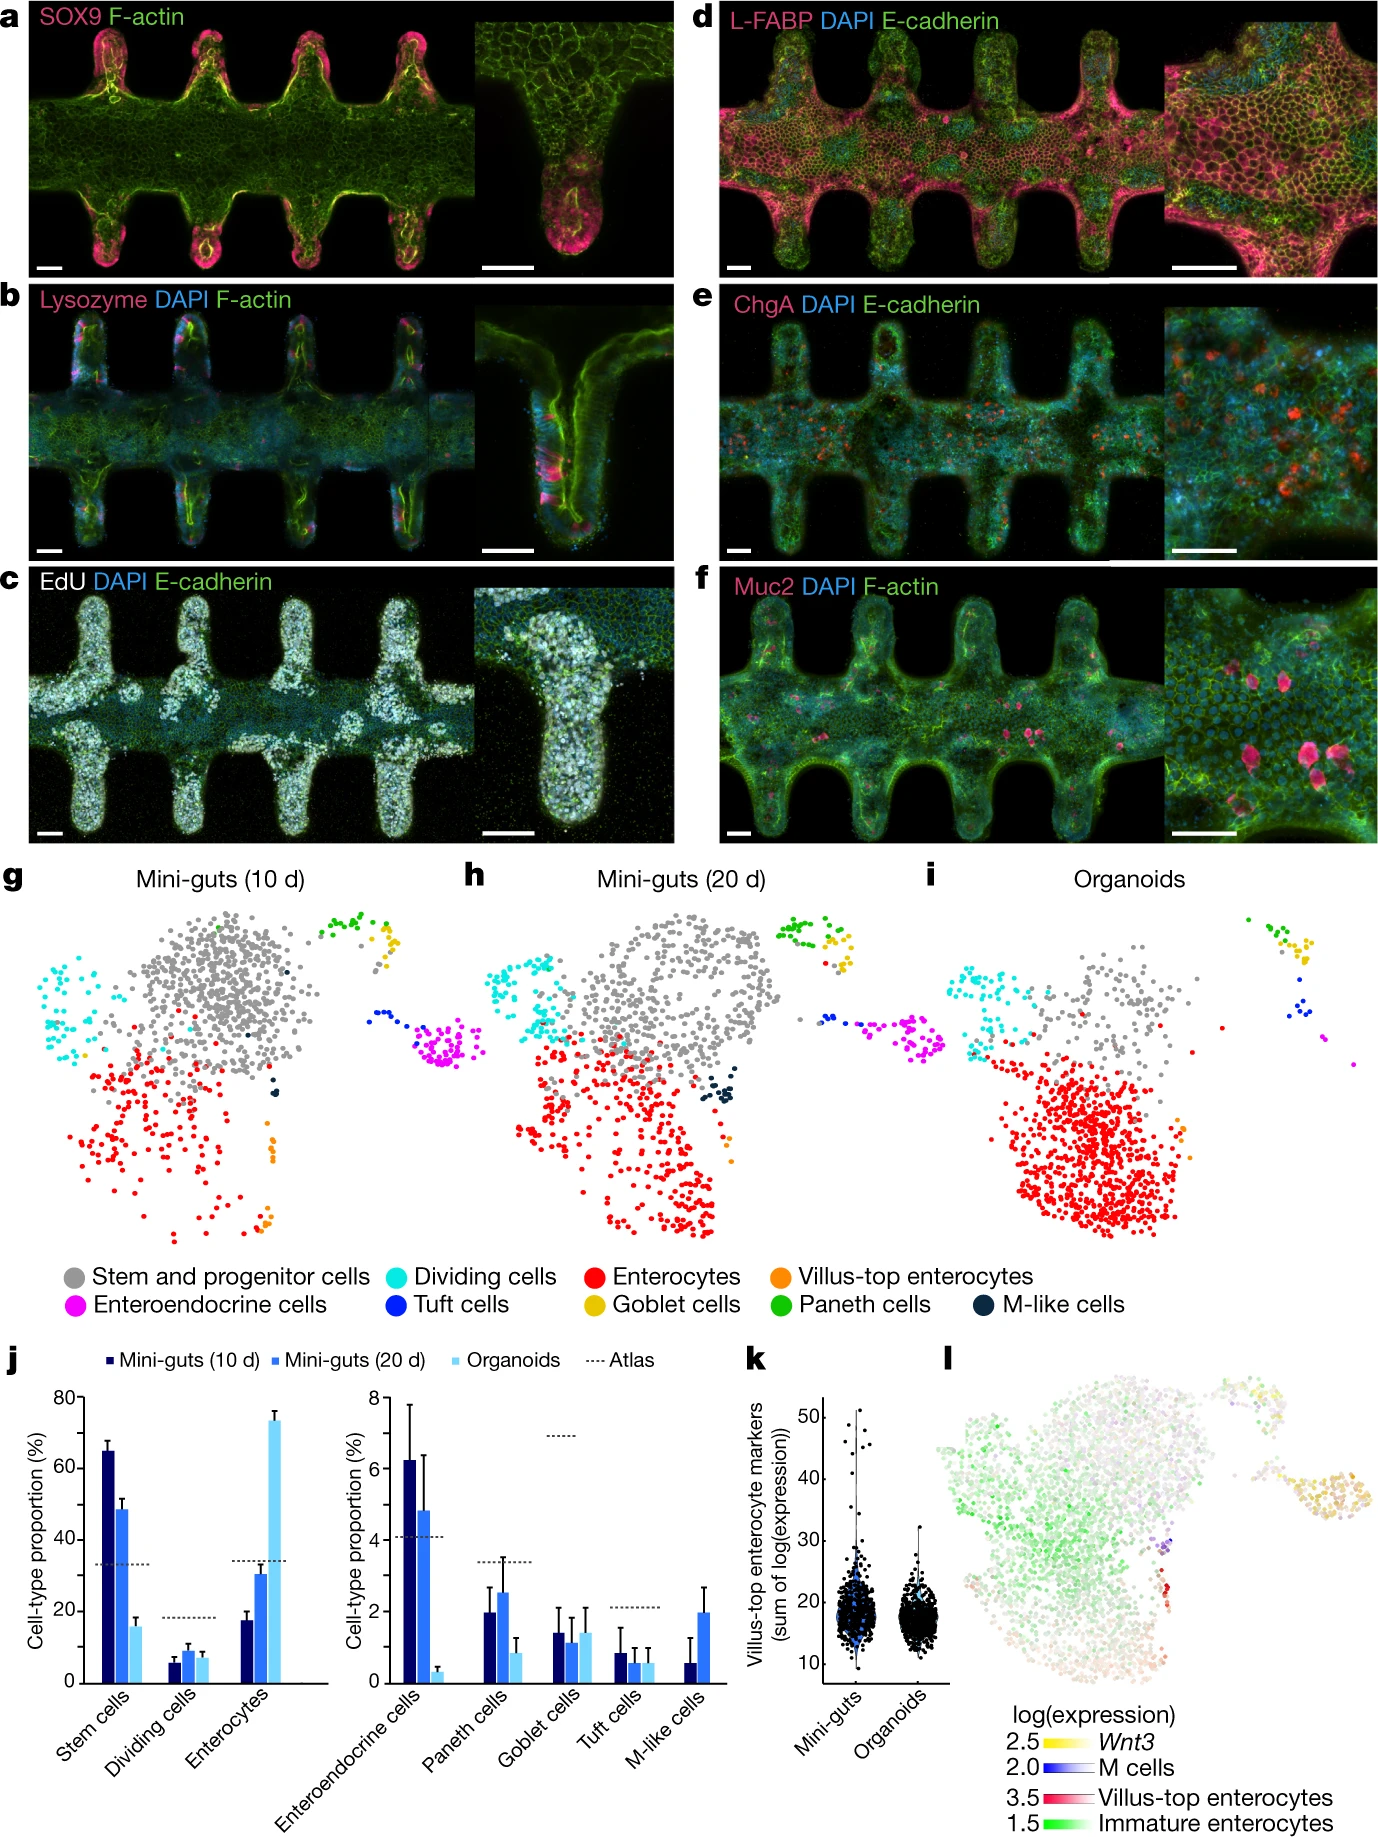 a
SOX9 F-actin
b
Lysozyme DAPI F-actin
c
EdU DAPI E-cadherin
d
L-FABP DAPI E-cadherin
e
ChgA DAPI E-cadherin
f
Muc2 DAPI F-actin
g
Mini-guts (10 d)
h
Mini-guts (20 d)
i
Organoids
Stem and progenitor cells
Dividing cells
Enterocytes
Villus-top enterocytes
Enteroendocrine cells
Tuft cells
Goblet cells
Paneth cells
M-like cells
j
Mini-guts (10 d)
Mini-guts (20 d)
Organoids
Atlas
Cell-type proportion (%)
80
60
40
20
0
Stem cells
Dividing cells
Enterocytes
Cell-type proportion (%)
8
6
4
2
0
Enteroendocrine cells
Paneth cells
Goblet cells
Tuft cells
M-like cells
k
Villus-top enterocyte markers
(sum of log(expression))
50
40
30
20
10
Mini-guts
Organoids
l
log(expression)
2.5 Wnt3
2.0 M cells
3.5 Villus-top enterocytes
1.5 Immature enterocytes